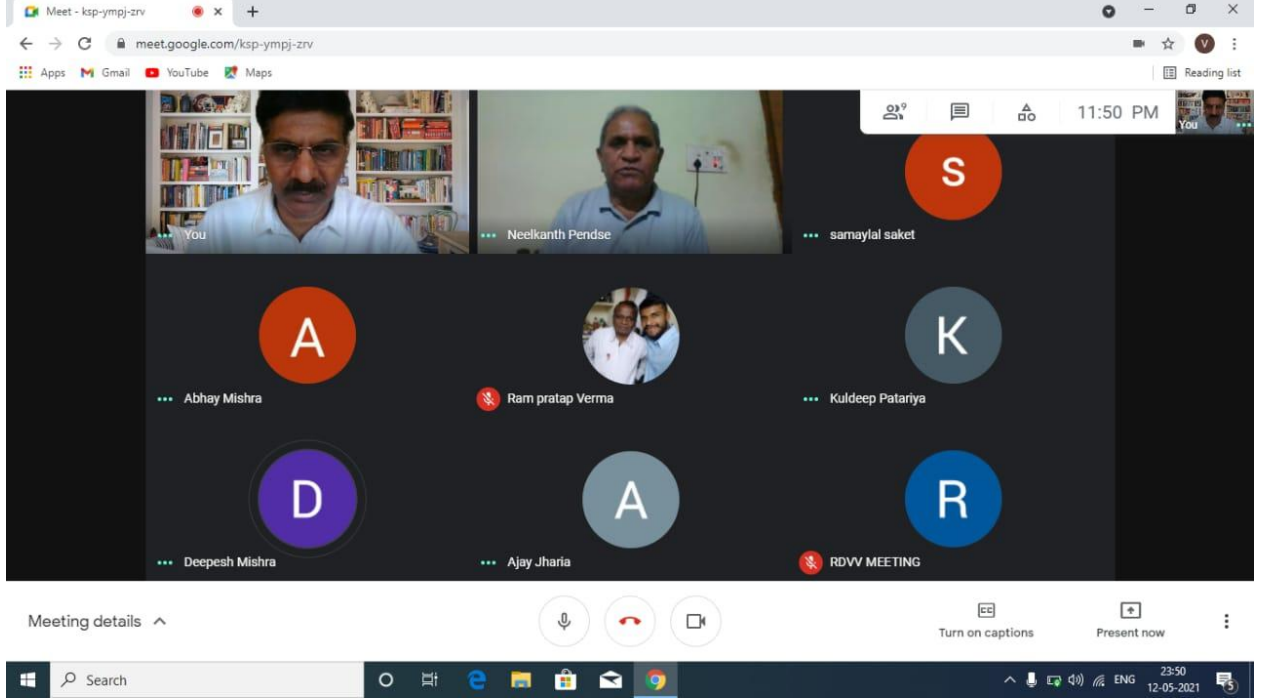 Meet - ksp-ympj-zrv
meet.google.com/ksp-ympj-zrv
V
Apps Gmail YouTube Maps Reading list
9 11:50 PM
You
S
You
Neelkanth Pendse
samaylal saket
A
K
Abhay Mishra
Ram pratap Verma
Kuldeep Patariya
D
A
R
Deepesh Mishra
Ajay Jharia
RDVV MEETING
Meeting details
CC
Turn on captions
Present now
Search
ENG
23:50
12-05-2021
5